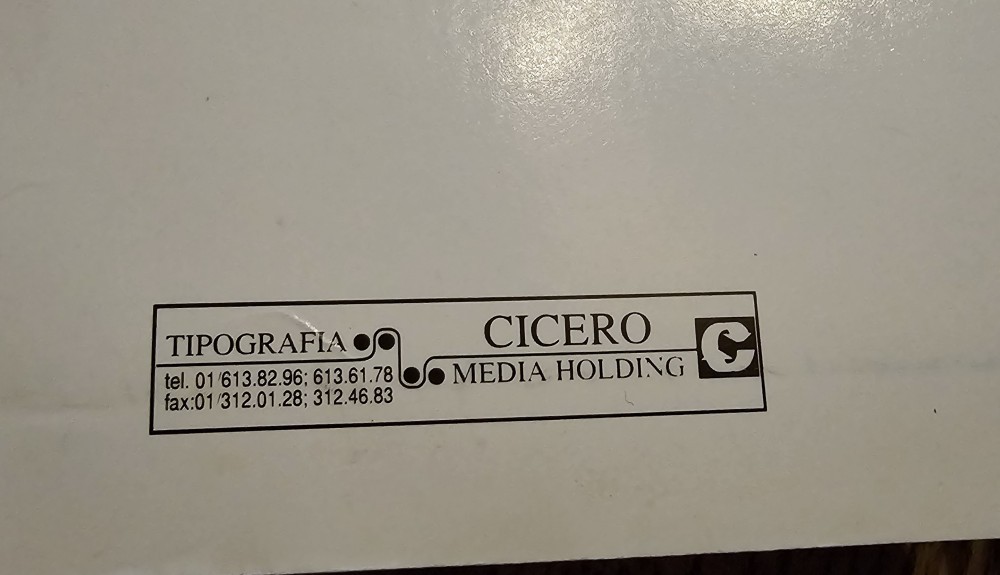 TIPOGRAFIA
tel. 01/613.82.96; 613.61.78
fax:01/312.01.28; 312.46.83
CICERO
MEDIA HOLDING